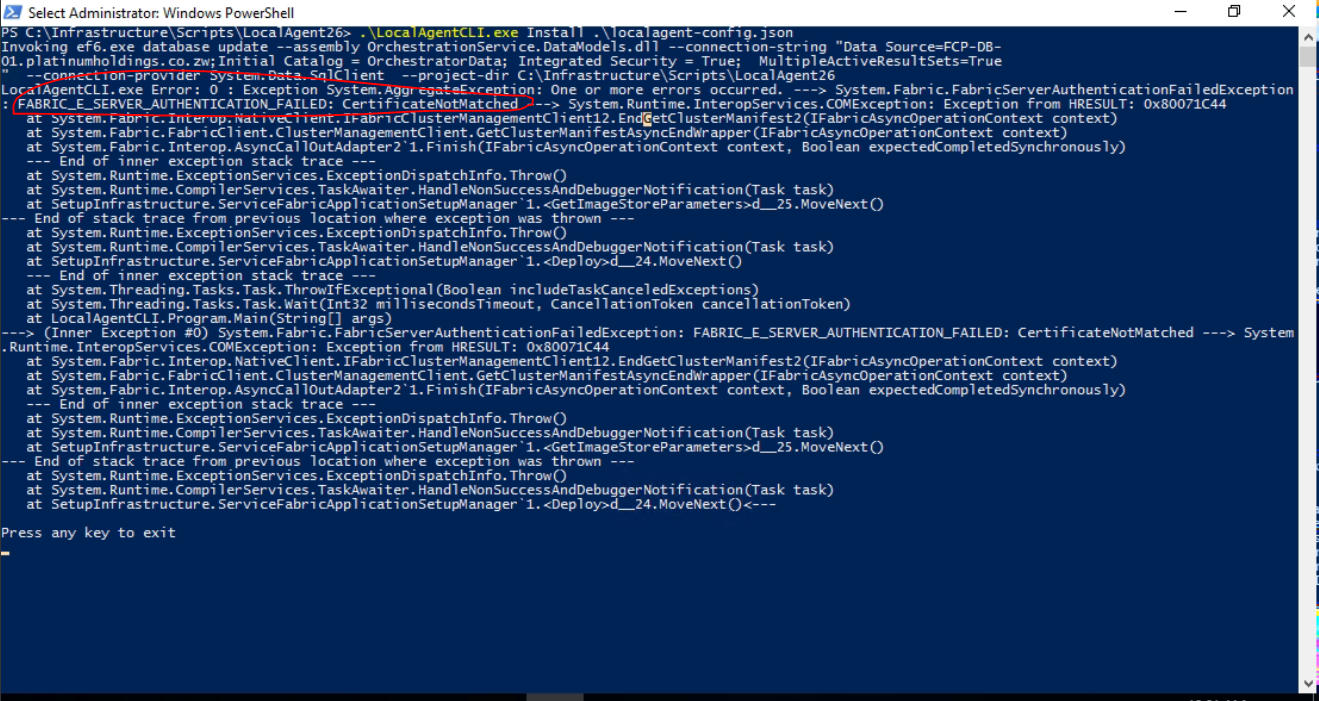 Select Administrator: Windows PowerShell
PS C:\Infrastructure\Scripts\LocalAgent26> .\LocalAgentCLI.exe Install .\localagent-config.json
Invoking ef6.exe database update --assembly OrchestrationService.DataModels.dll --connection-string "Data Source=FCP-DB-
01.platinumholdings.co.zw;Initial Catalog = OrchestratorData; Integrated Security = True;  MultipleActiveResultSets=True
"  --connection-provider System.Data.SqlClient  --project-dir C:\Infrastructure\Scripts\LocalAgent26
LocalAgentCLI.exe Error: 0 : Exception System.AggregateException: One or more errors occurred. ---> System.Fabric.FabricServerAuthenticationFailedException
: FABRIC_E_SERVER_AUTHENTICATION_FAILED: CertificateNotMatched ---> System.Runtime.InteropServices.COMException: Exception from HRESULT: 0x80071C44
   at System.Fabric.Interop.NativeClient.IFabricClusterManagementClient12.EndGetClusterManifest2(IFabricAsyncOperationContext context)
   at System.Fabric.FabricClient.ClusterManagementClient.GetClusterManifestAsyncEndWrapper(IFabricAsyncOperationContext context)
   at System.Fabric.Interop.AsyncCallOutAdapter2`1.Finish(IFabricAsyncOperationContext context, Boolean expectedCompletedSynchronously)
   --- End of inner exception stack trace ---
   at System.Runtime.ExceptionServices.ExceptionDispatchInfo.Throw()
   at System.Runtime.CompilerServices.TaskAwaiter.HandleNonSuccessAndDebuggerNotification(Task task)
   at SetupInfrastructure.ServiceFabricApplicationSetupManager`1.<GetImageStoreParameters>d__25.MoveNext()
--- End of stack trace from previous location where exception was thrown ---
   at System.Runtime.ExceptionServices.ExceptionDispatchInfo.Throw()
   at System.Runtime.CompilerServices.TaskAwaiter.HandleNonSuccessAndDebuggerNotification(Task task)
   at SetupInfrastructure.ServiceFabricApplicationSetupManager`1.<Deploy>d__24.MoveNext()
   --- End of inner exception stack trace ---
   at System.Threading.Tasks.Task.ThrowIfExceptional(Boolean includeTaskCanceledExceptions)
   at System.Threading.Tasks.Task.Wait(Int32 millisecondsTimeout, CancellationToken cancellationToken)
   at LocalAgentCLI.Program.Main(String[] args)
---> (Inner Exception #0) System.Fabric.FabricServerAuthenticationFailedException: FABRIC_E_SERVER_AUTHENTICATION_FAILED: CertificateNotMatched ---> System
.Runtime.InteropServices.COMException: Exception from HRESULT: 0x80071C44
   at System.Fabric.Interop.NativeClient.IFabricClusterManagementClient12.EndGetClusterManifest2(IFabricAsyncOperationContext context)
   at System.Fabric.FabricClient.ClusterManagementClient.GetClusterManifestAsyncEndWrapper(IFabricAsyncOperationContext context)
   at System.Fabric.Interop.AsyncCallOutAdapter2`1.Finish(IFabricAsyncOperationContext context, Boolean expectedCompletedSynchronously)
   --- End of inner exception stack trace ---
   at System.Runtime.ExceptionServices.ExceptionDispatchInfo.Throw()
   at System.Runtime.CompilerServices.TaskAwaiter.HandleNonSuccessAndDebuggerNotification(Task task)
   at SetupInfrastructure.ServiceFabricApplicationSetupManager`1.<GetImageStoreParameters>d__25.MoveNext()
--- End of stack trace from previous location where exception was thrown ---
   at System.Runtime.ExceptionServices.ExceptionDispatchInfo.Throw()
   at System.Runtime.CompilerServices.TaskAwaiter.HandleNonSuccessAndDebuggerNotification(Task task)
   at SetupInfrastructure.ServiceFabricApplicationSetupManager`1.<Deploy>d__24.MoveNext()<---
Press any key to exit